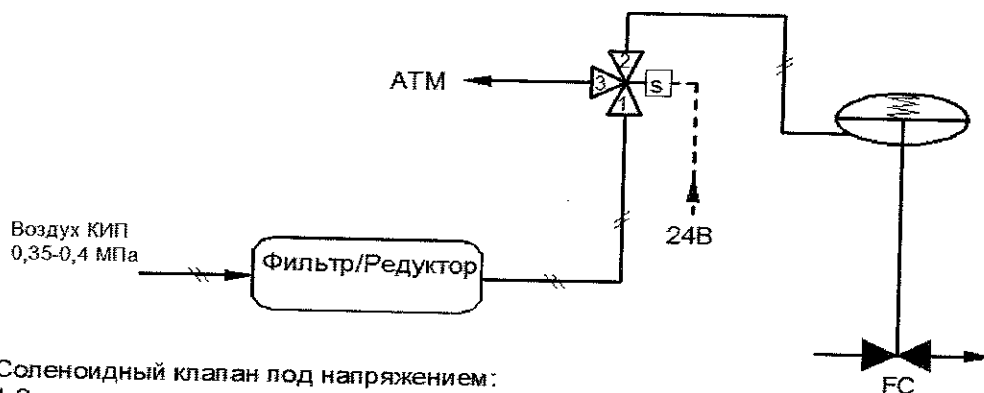 2
АТМ
3
S
1
24В
Воздух КИП
0,35-0,4 МПа
Фильтр/Редуктор
Соленоидный клапан под напряжением:
FC